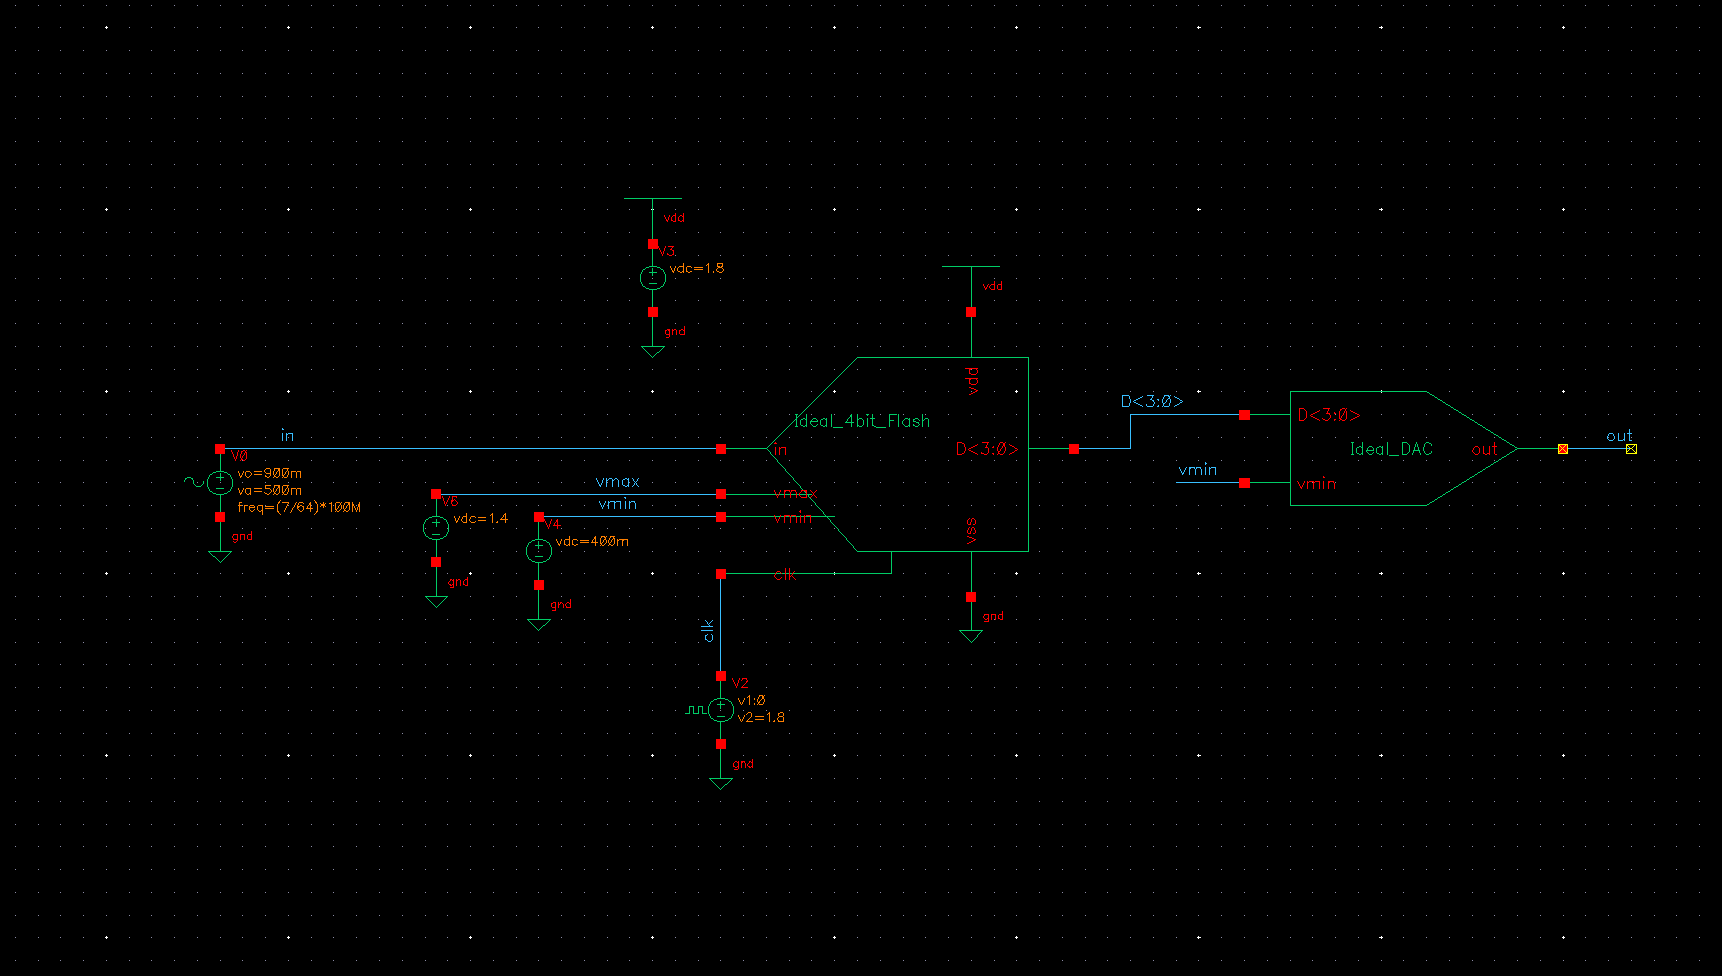 vdd
V3
vdc=1.8
gnd
vdd
vdd
Ideal_4bit_Flash
in
D<3:0>
vmax
vmin
vss
clk
gnd
in
V0
vo=900m
va=500m
freq=(7/64)*100M
gnd
vmax
vmin
V5
vdc=1.4
gnd
V4
vdc=400m
gnd
clk
V2
v1:0
v2=1.8
gnd
D<3:0>
D<3:0>
Ideal_DAC
out
vmin
vmin
out